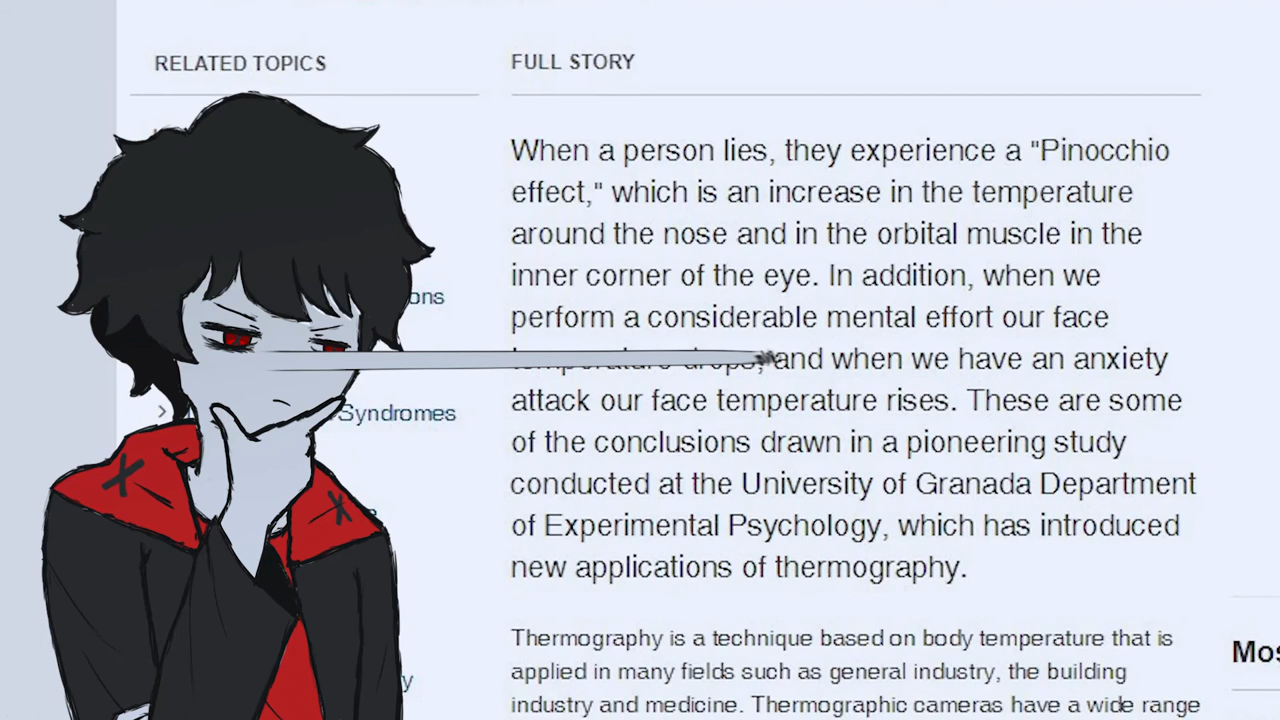 RELATED TOPICS
FULL STORY
When a person lies, they experience a "Pinocchio
effect," which is an increase in the temperature
around the nose and in the orbital muscle in the
inner corner of the eye. In addition, when we
perform a considerable mental effort our face
temperature drops, and when we have an anxiety
attack our face temperature rises. These are some
of the conclusions drawn in a pioneering study
conducted at the University of Granada Department
of Experimental Psychology, which has introduced
new applications of thermography.
Thermography is a technique based on body temperature that is
applied in many fields such as general industry, the building
industry and medicine. Thermographic cameras have a wide range
Syndromes